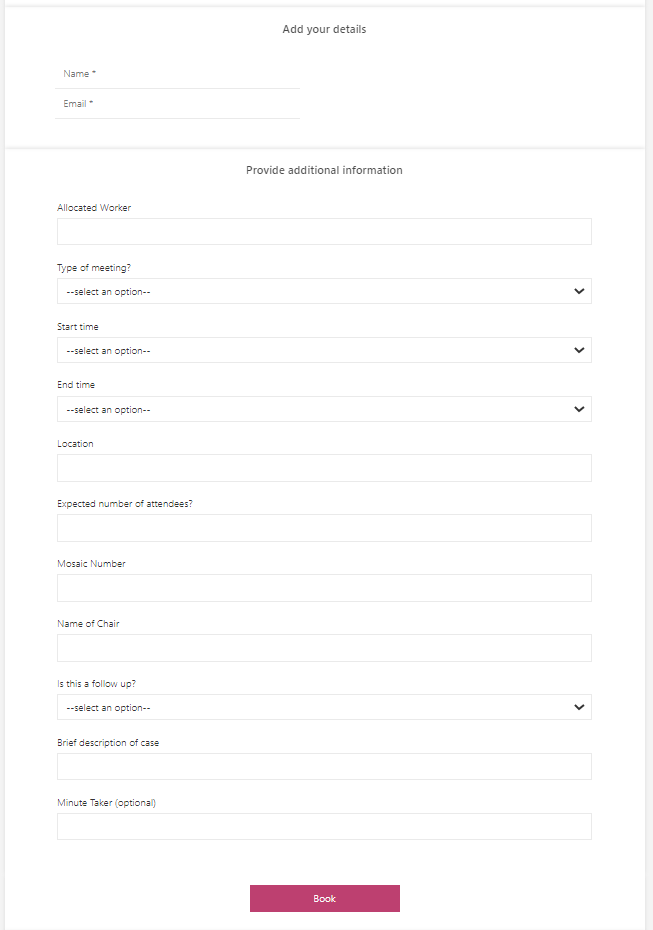 Add your details
Name *
Email *
Provide additional information
Allocated Worker
Type of meeting?
--select an option--
Start time
--select an option--
End time
--select an option--
Location
Expected number of attendees?
Mosaic Number
Name of Chair
Is this a follow up?
--select an option--
Brief description of case
Minute Taker (optional)
Book